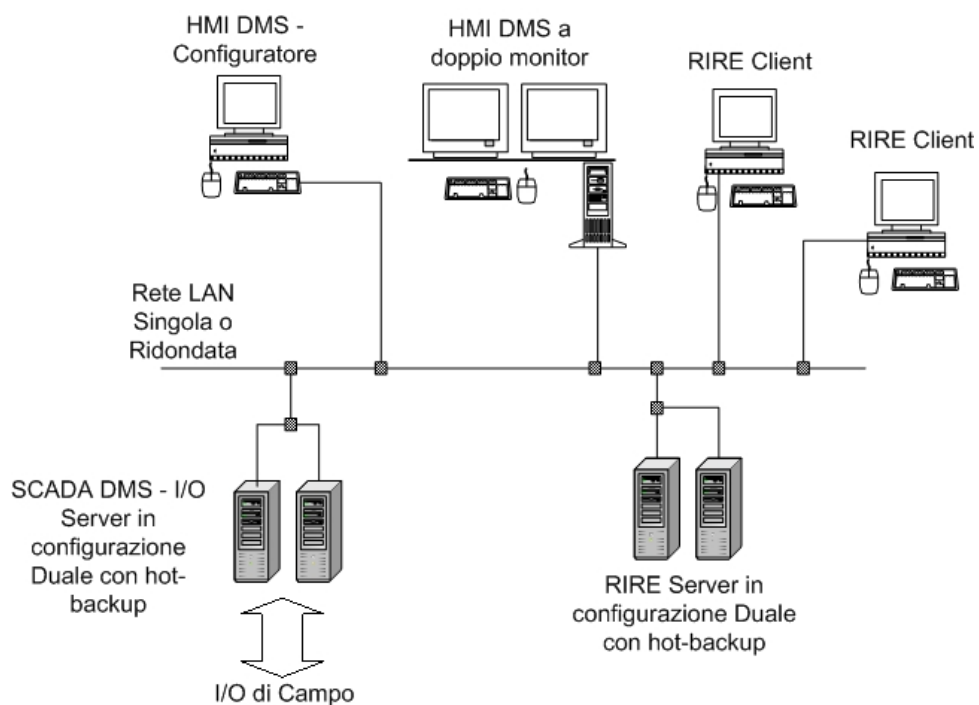 HMI DMS -
Configuratore
HMI DMS a
doppio monitor
RIRE Client
RIRE Client
Rete LAN
Singola o
Ridondata
SCADA DMS - I/O
Server in
configurazione
Duale con hot-
backup
RIRE Server in
configurazione Duale
con hot-backup
I/O di Campo